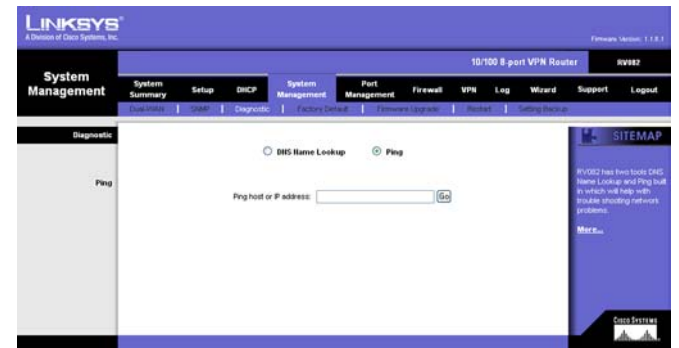 LINKSYS®
A Division of Cisco Systems, Inc.
Firmware Version: 1.1.8.1
10/100 8-port VPN Router
RV082
System Management
System Summary
Setup
DHCP
System Management
Port Management
Firewall
VPN
Log
Wizard
Support
Logout
Dual-WAN | SNMP | Diagnostic | Factory Default | Firmware Upgrade | Restart | Setting Backup
Diagnostic
DNS Name Lookup
Ping
SITEMAP
Ping
Ping host or IP address:
Go
RV082 has two tools DNS
Name Lookup and Ping built
in which will help with
trouble shooting network
problems.
More...
CISCO SYSTEMS